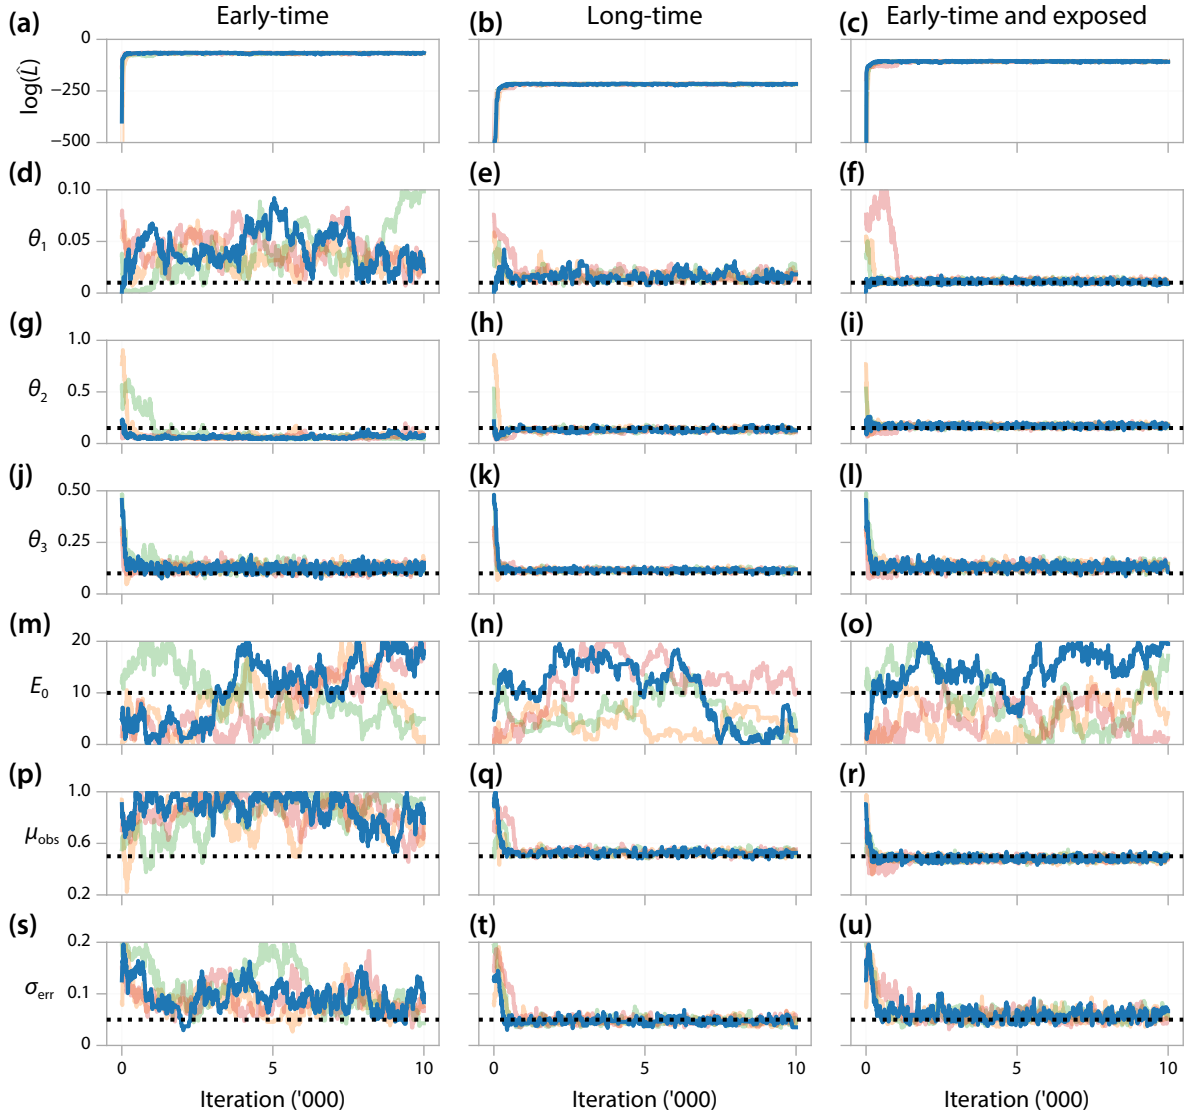 Early-time Long-time Early-time and exposed
(a) (b) (c)
log(L̂) 0 −250 −500
(d) (e) (f)
θ1 0.10 0.05 0
(g) (h) (i)
θ2 1.0 0.5 0
(j) (k) (l)
θ3 0.50 0.25 0
(m) (n) (o)
E0 20 10 0
(p) (q) (r)
μobs 1.0 0.6 0.2
(s) (t) (u)
σerr 0.2 0.1 0
0 5 10 0 5 10 0 5 10
Iteration ('000) Iteration ('000) Iteration ('000)